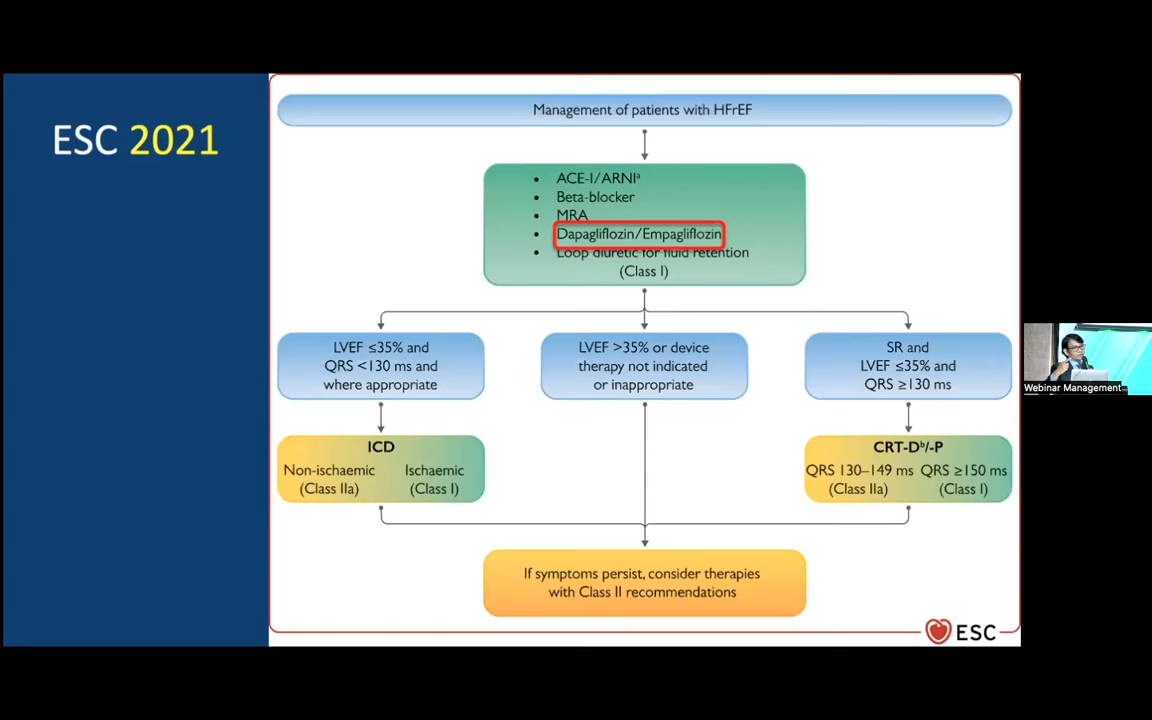 ESC 2021
Management of patients with HFrEF
• ACE-I/ARNIᵃ
• Beta-blocker
• MRA
• Dapagliflozin/Empagliflozin
• Loop diuretic for fluid retention
(Class I)
LVEF ≤35% and
QRS <130 ms and
where appropriate
LVEF >35% or device
therapy not indicated
or inappropriate
SR and
LVEF ≤35% and
QRS ≥130 ms
ICD
Non-ischaemic Ischaemic
(Class IIa) (Class I)
CRT-Dᵇ/-P
QRS 130–149 ms QRS ≥150 ms
(Class IIa) (Class I)
If symptoms persist, consider therapies
with Class II recommendations
ESC
Webinar Management...